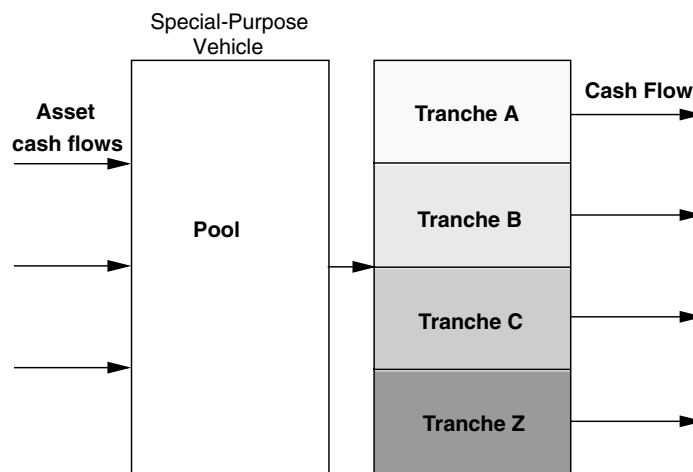 Special-Purpose
Vehicle
Asset
cash flows
Pool
Tranche A
Tranche B
Tranche C
Tranche Z
Cash Flow